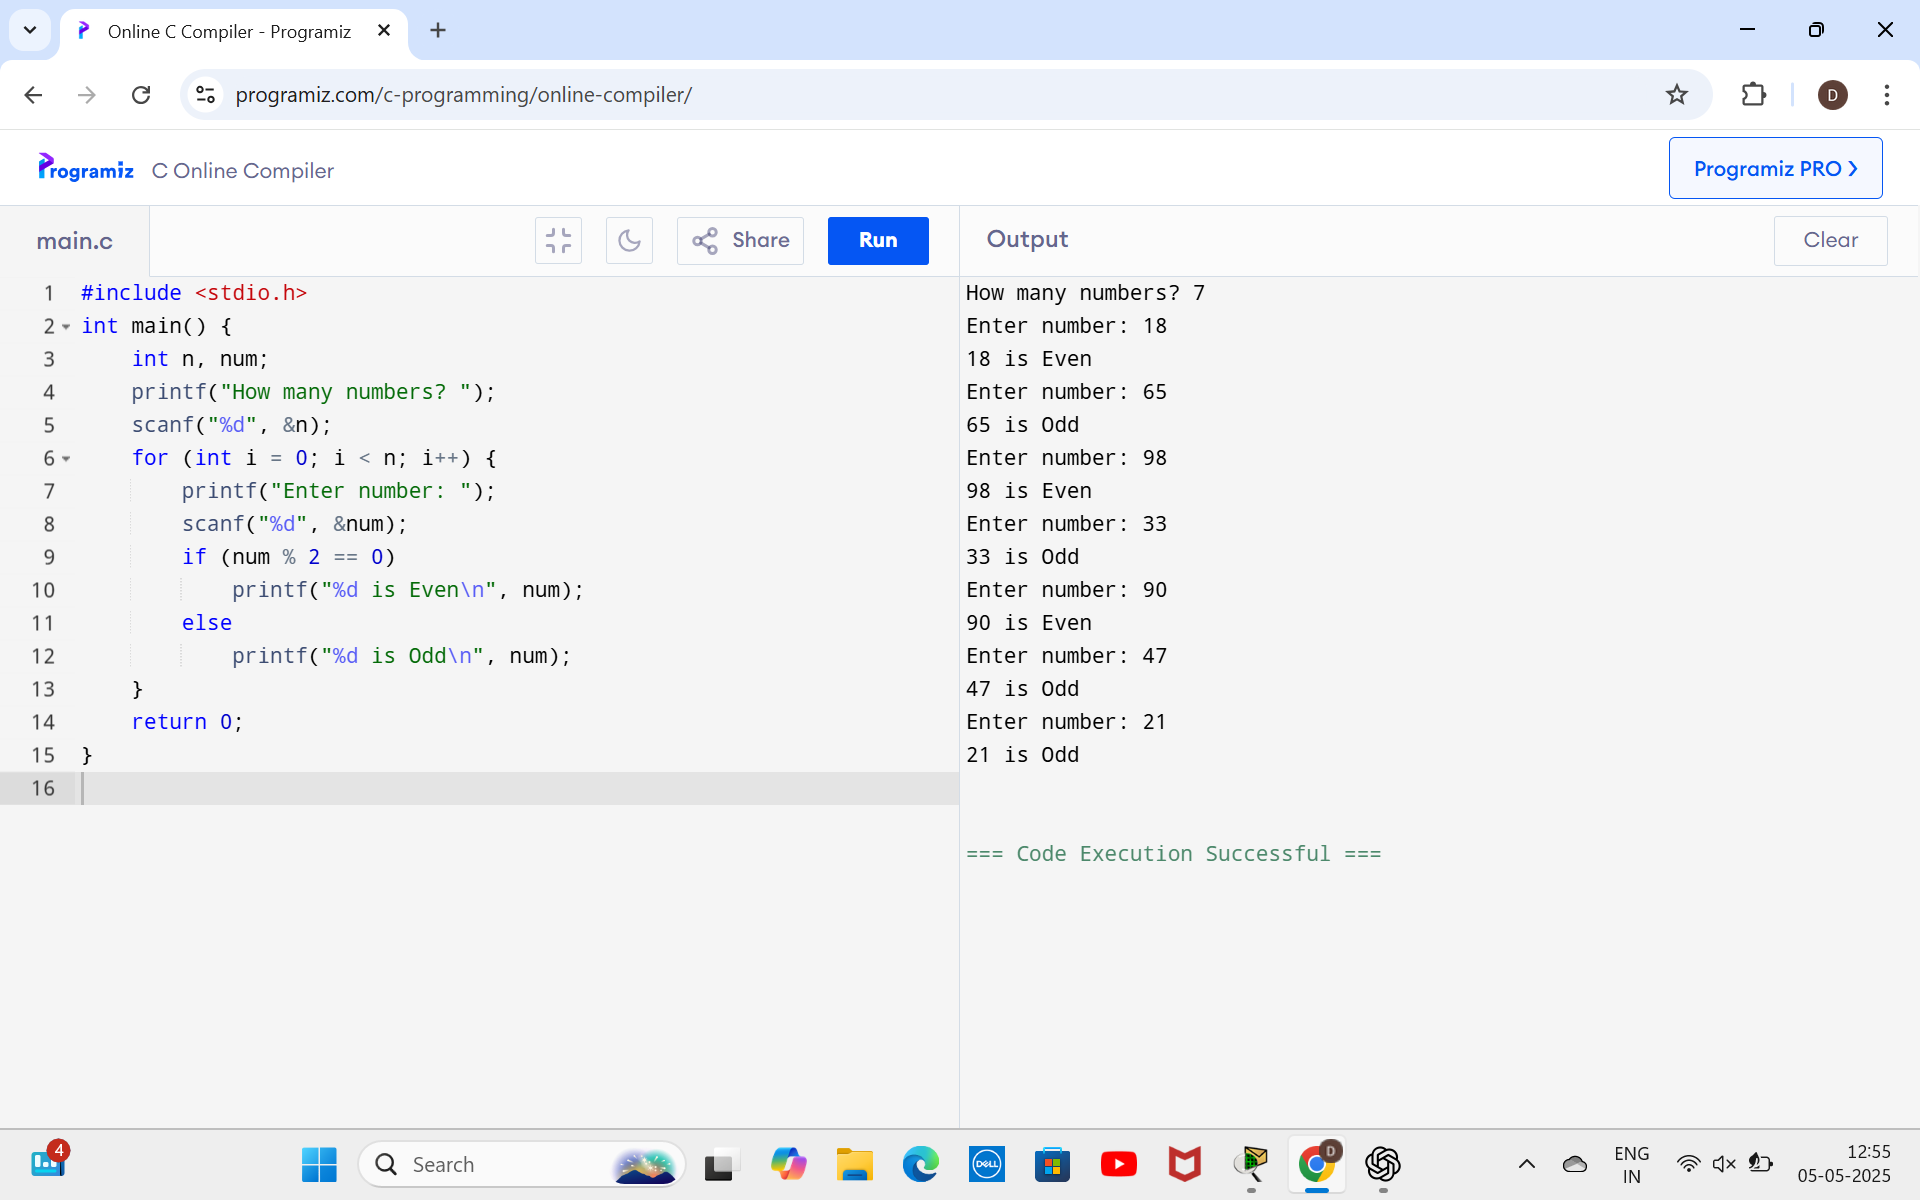 Online C Compiler - Programiz
programiz.com/c-programming/online-compiler/
D
Programiz C Online Compiler
Programiz PRO
main.c
Share
Run
Output
Clear
1 #include <stdio.h>
2 int main() {
3     int n, num;
4     printf("How many numbers? ");
5     scanf("%d", &n);
6     for (int i = 0; i < n; i++) {
7         printf("Enter number: ");
8         scanf("%d", &num);
9         if (num % 2 == 0)
10             printf("%d is Even\n", num);
11         else
12             printf("%d is Odd\n", num);
13     }
14     return 0;
15 }
16
How many numbers? 7
Enter number: 18
18 is Even
Enter number: 65
65 is Odd
Enter number: 98
98 is Even
Enter number: 33
33 is Odd
Enter number: 90
90 is Even
Enter number: 47
47 is Odd
Enter number: 21
21 is Odd
=== Code Execution Successful ===
4
Search
DELL
D
ENG
IN
12:55
05-05-2025